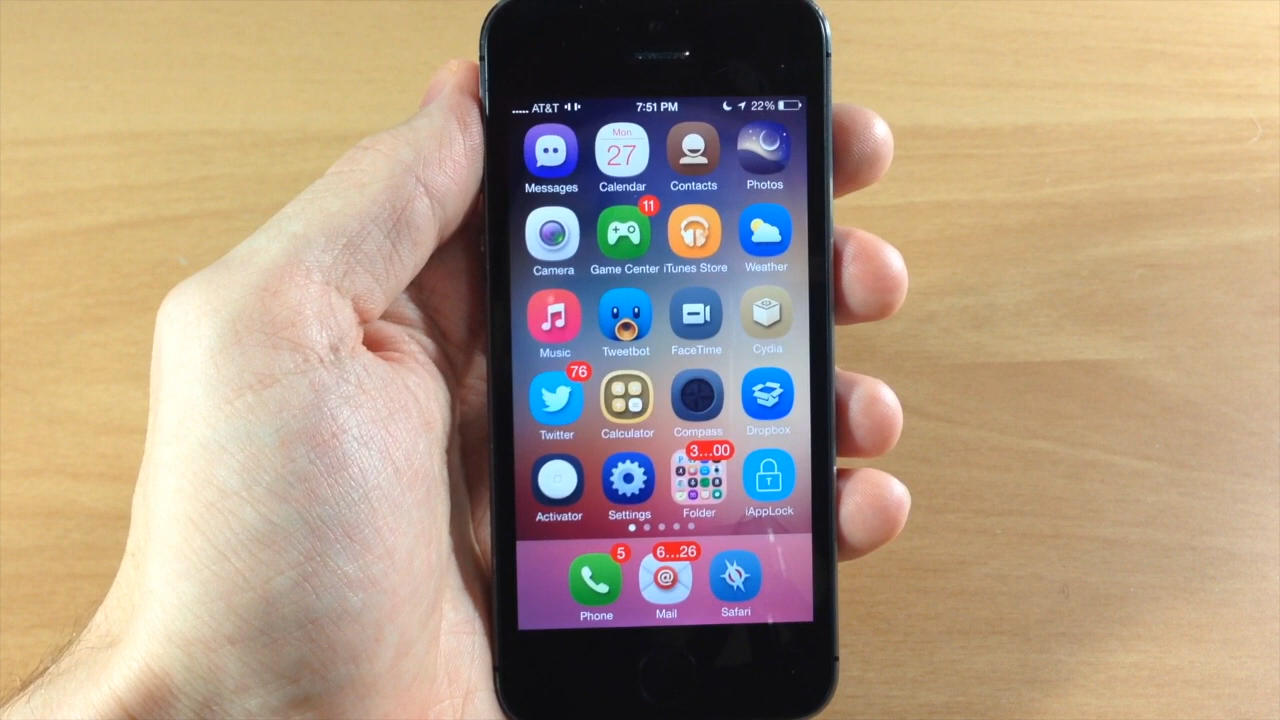 AT&T 7:51 PM 22%
Mon
27
Messages Calendar Contacts Photos
11
Camera Game Center iTunes Store Weather
Music Tweetbot FaceTime Cydia
76
Twitter Calculator Compass Dropbox
3...00
T
Activator Settings Folder iAppLock
5 6...26
@
Phone Mail Safari